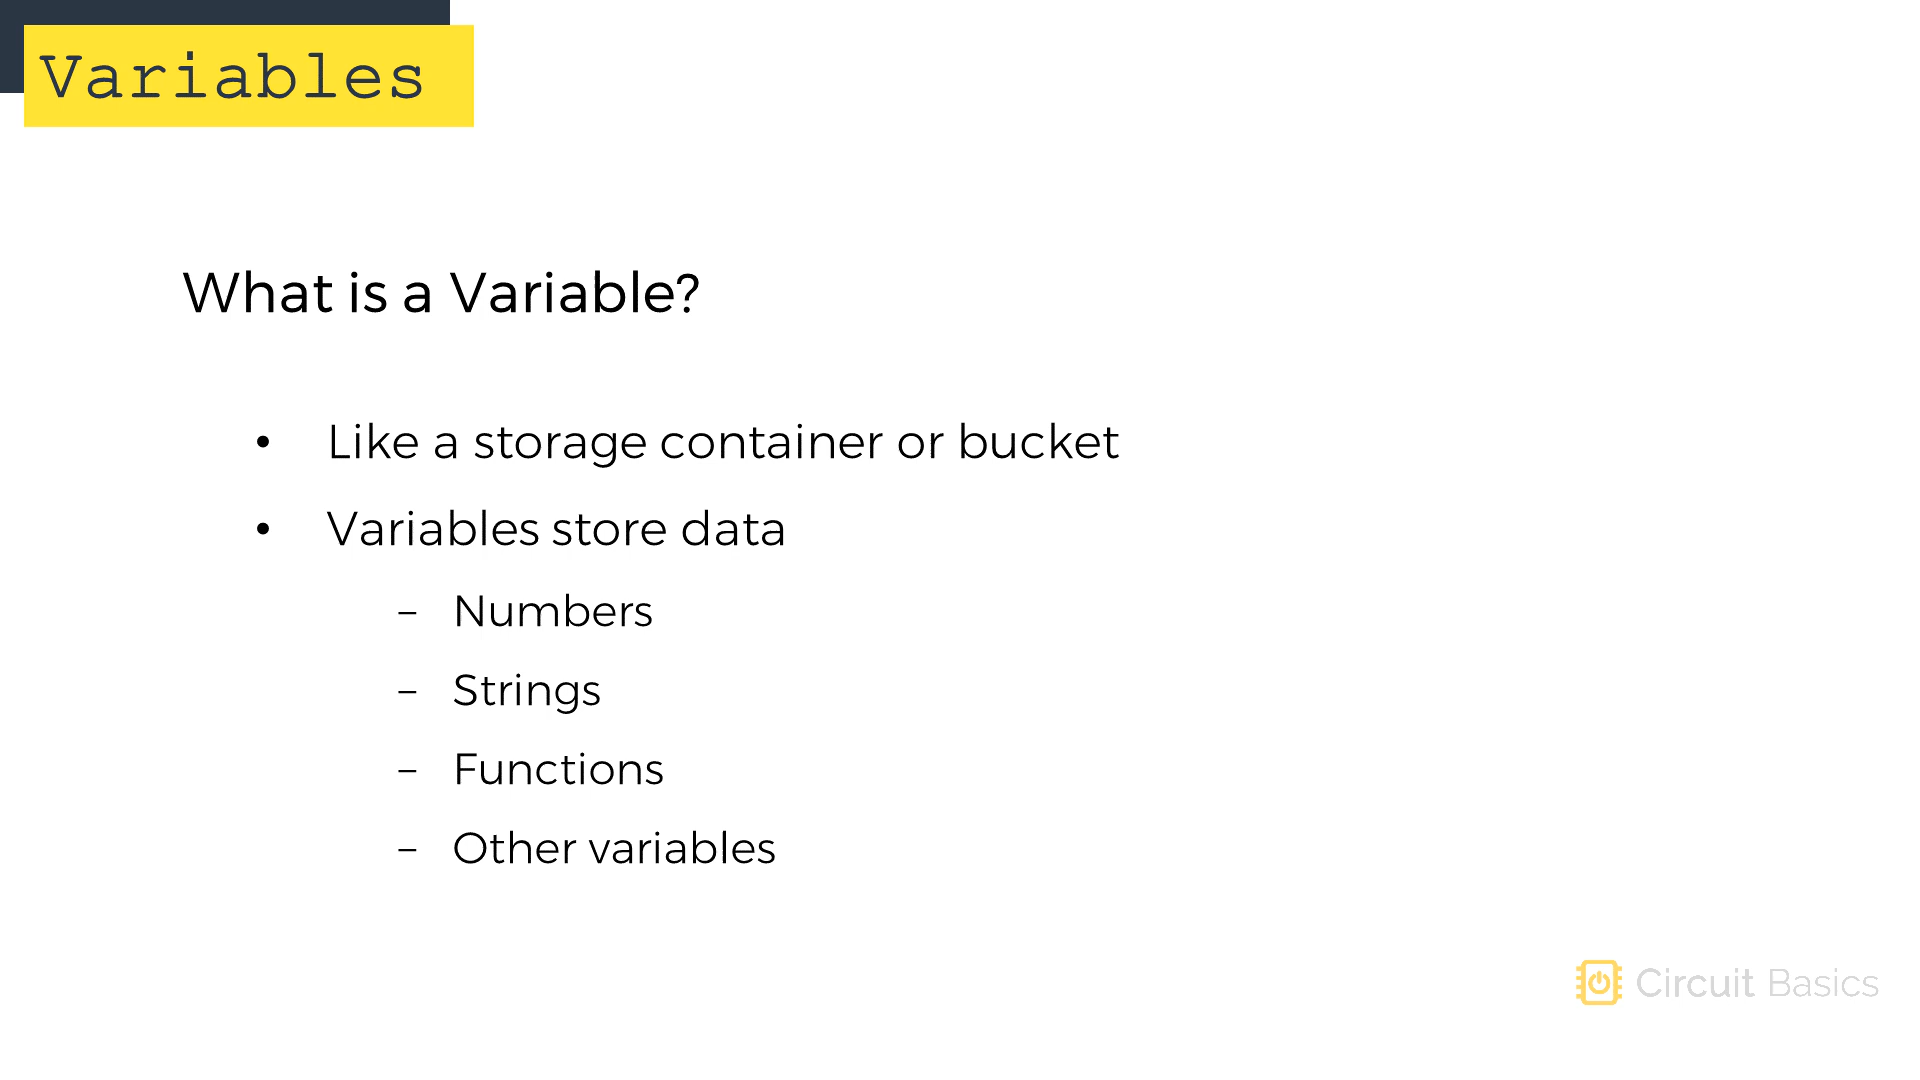 Variables
What is a Variable?
• Like a storage container or bucket
• Variables store data
– Numbers
– Strings
– Functions
– Other variables
Circuit Basics